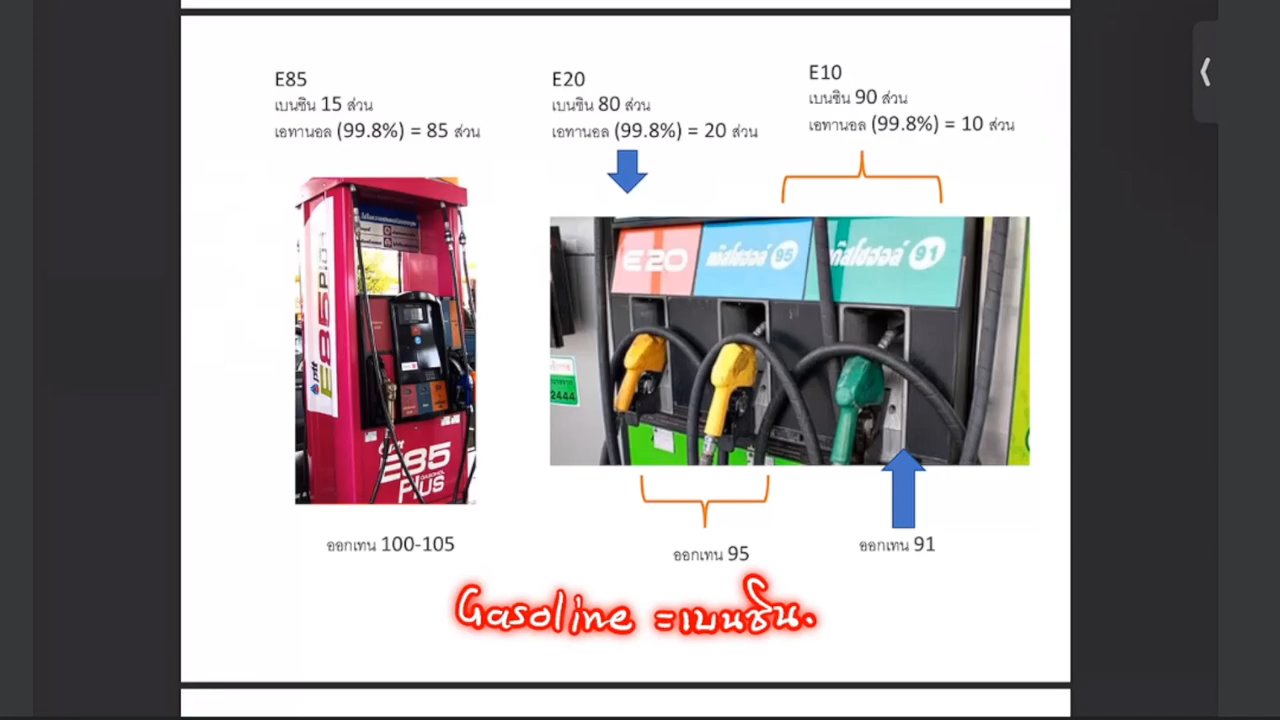 E85
เบนซิน 15 ส่วน
เอทานอล (99.8%) = 85 ส่วน
E20
เบนซิน 80 ส่วน
เอทานอล (99.8%) = 20 ส่วน
E10
เบนซิน 90 ส่วน
เอทานอล (99.8%) = 10 ส่วน
ptt E85 Plus
E85
GASOHOL
Plus
E20
แก๊สโซฮอล์ 95
แก๊สโซฮอล์ 91
2444
ออกเทน 100-105
ออกเทน 95
ออกเทน 91
Gasoline = เบนซิน.